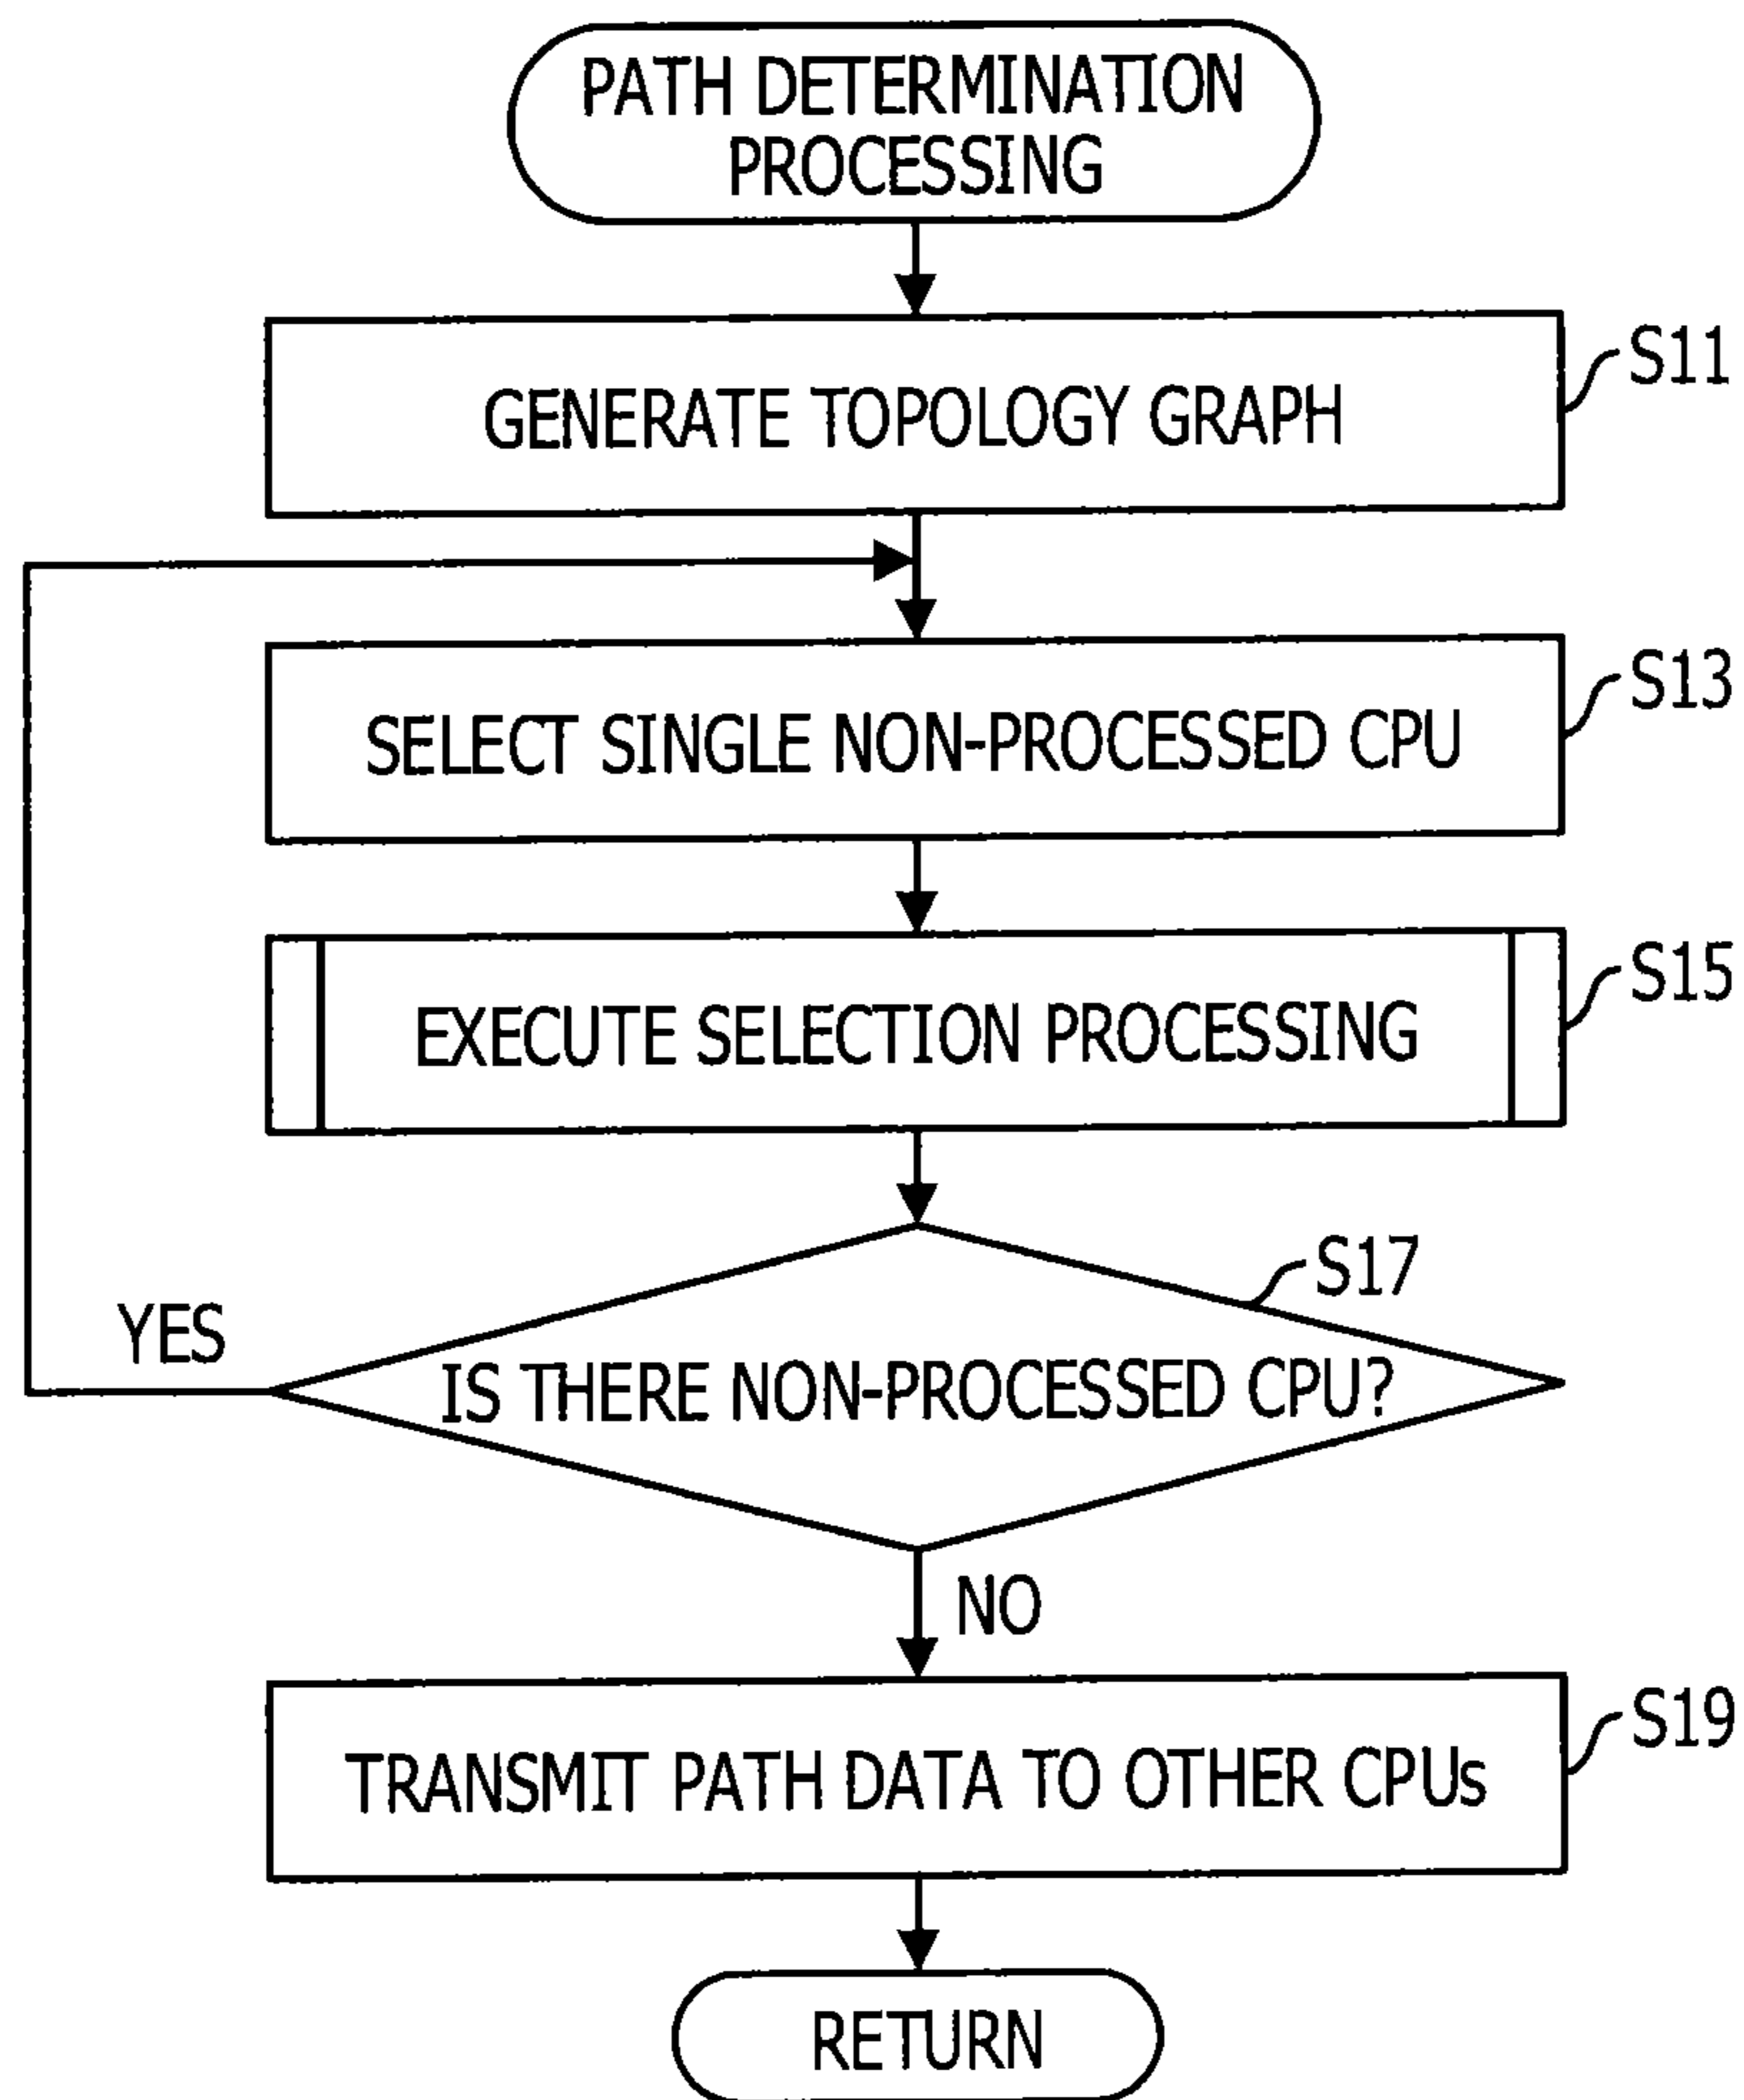 PATH DETERMINATION
PROCESSING
S11
GENERATE TOPOLOGY GRAPH
S13
SELECT SINGLE NON-PROCESSED CPU
S15
EXECUTE SELECTION PROCESSING
S17
YES
IS THERE NON-PROCESSED CPU?
NO
S19
TRANSMIT PATH DATA TO OTHER CPUs
RETURN